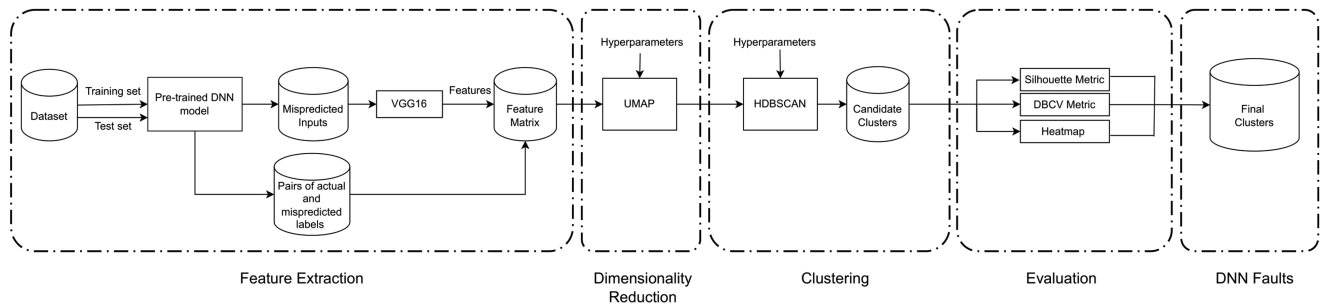 Dataset
Training set
Test set
Pre-trained DNN
model
Mispredicted
Inputs
VGG16
Features
Feature
Matrix
Pairs of actual
and
mispredicted
labels
Feature Extraction
Hyperparameters
UMAP
Dimensionality
Reduction
Hyperparameters
HDBSCAN
Candidate
Clusters
Clustering
Silhouette Metric
DBCV Metric
Heatmap
Evaluation
Final
Clusters
DNN Faults